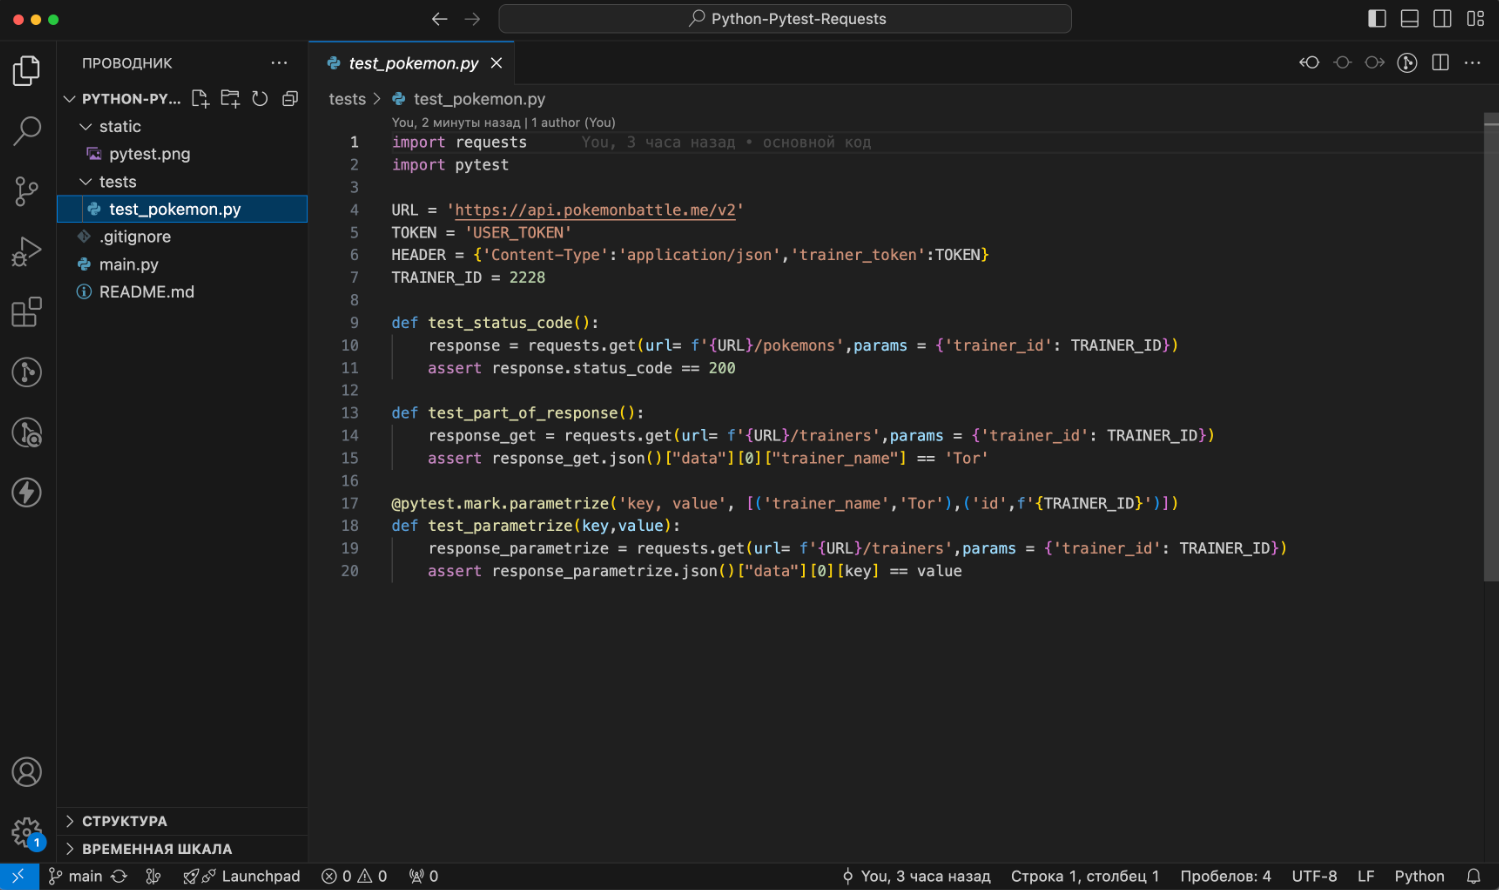 Python-Pytest-Requests
ПРОВОДНИК
PYTHON-PY...
static
pytest.png
tests
test_pokemon.py
.gitignore
main.py
README.md
СТРУКТУРА
ВРЕМЕННАЯ ШКАЛА
test_pokemon.py
tests > test_pokemon.py
You, 2 минуты назад | 1 author (You)
1 import requests You, 3 часа назад • основной код
2 import pytest
3
4 URL = 'https://api.pokemonbattle.me/v2'
5 TOKEN = 'USER_TOKEN'
6 HEADER = {'Content-Type':'application/json','trainer_token':TOKEN}
7 TRAINER_ID = 2228
8
9 def test_status_code():
10 response = requests.get(url= f'{URL}/pokemons',params = {'trainer_id': TRAINER_ID})
11 assert response.status_code == 200
12
13 def test_part_of_response():
14 response_get = requests.get(url= f'{URL}/trainers',params = {'trainer_id': TRAINER_ID})
15 assert response_get.json()["data"][0]["trainer_name"] == 'Tor'
16
17 @pytest.mark.parametrize('key, value', [('trainer_name','Tor'),('id',f'{TRAINER_ID}')])
18 def test_parametrize(key,value):
19 response_parametrize = requests.get(url= f'{URL}/trainers',params = {'trainer_id': TRAINER_ID})
20 assert response_parametrize.json()["data"][0][key] == value
1
main Launchpad 0 0 0 You, 3 часа назад Строка 1, столбец 1 Пробелов: 4 UTF-8 LF Python